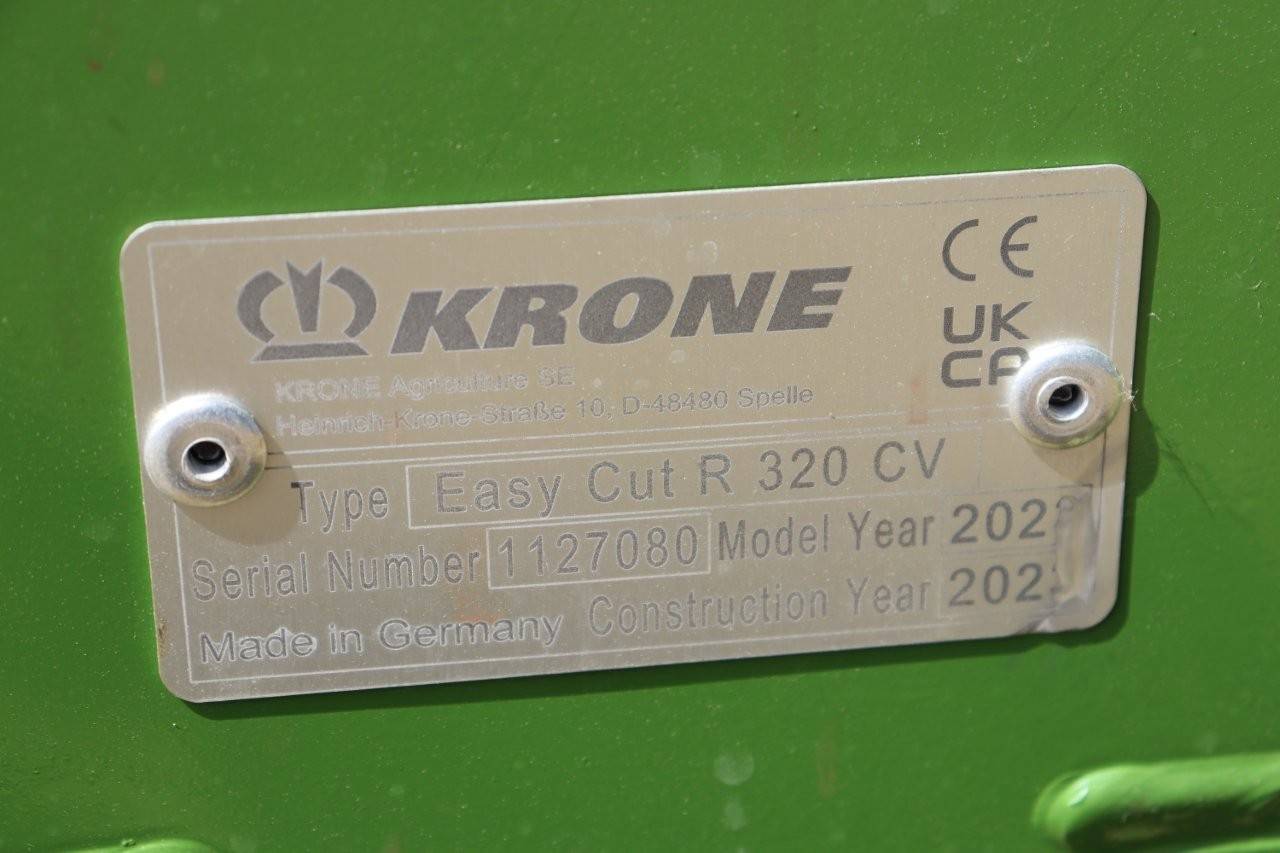 KRONE
CE
UK
CA
KRONE Agriculture SE
Heinrich-Krone-Straße 10, D-48480 Spelle
Type Easy Cut R 320 CV
Serial Number 1127080 Model Year
Made in Germany Construction Year